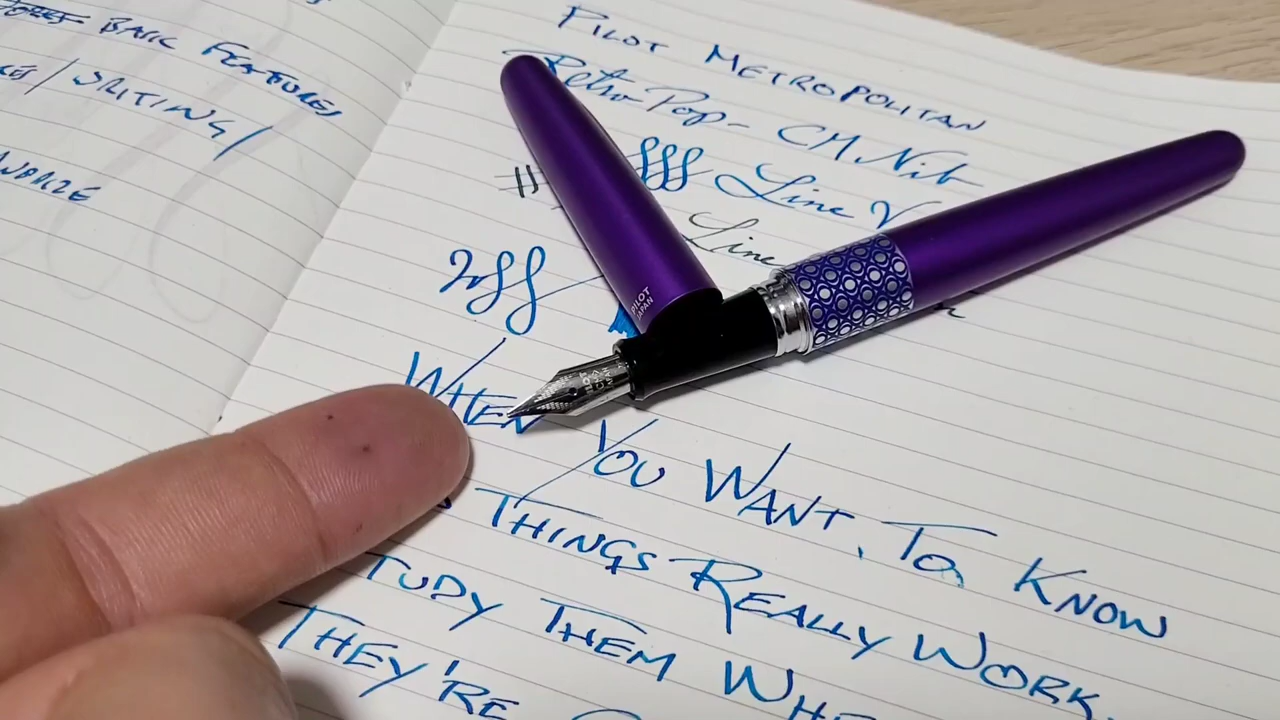 BASIC FEATURES
WRITING/
PILOT METROPOLITAN
Retro Pop - CM Nib
Line V
Line
PILOT
JAPAN
WHEN YOU WANT TO KNOW
THINGS REALLY WORK,
TUDY THEM WHE
THEY'RE